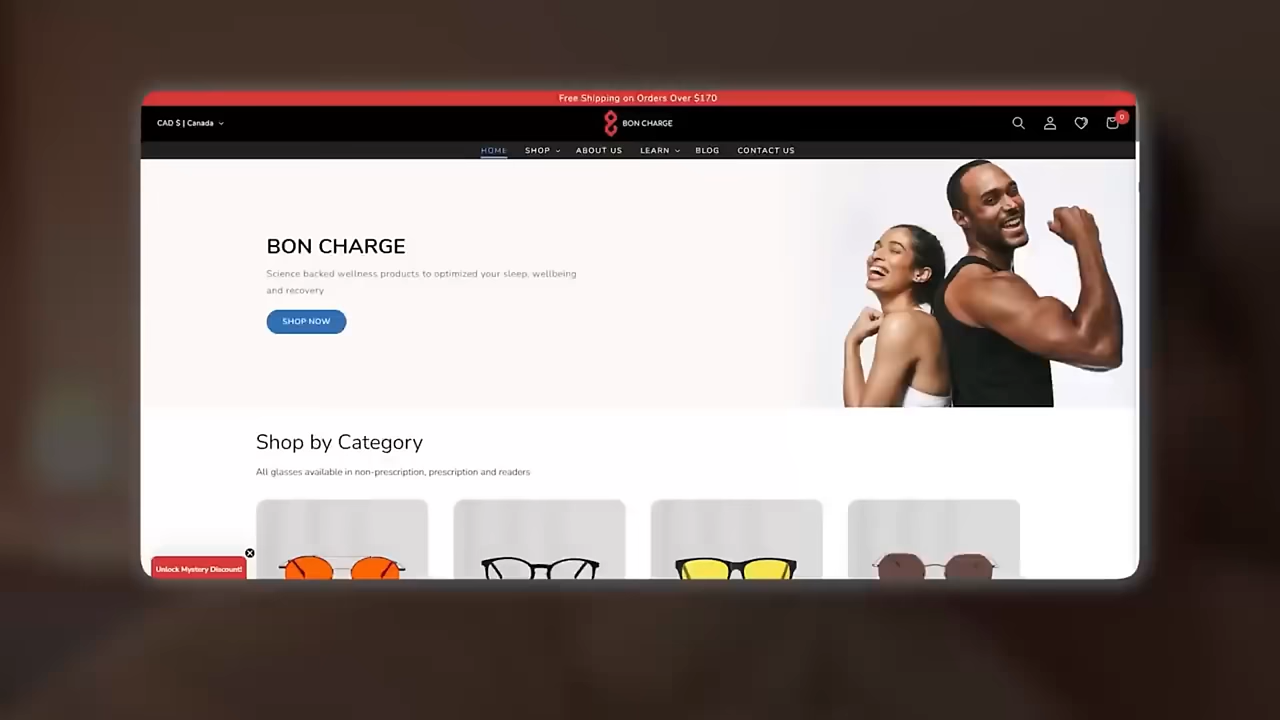 Free Shipping on Orders Over $170
CAD $ | Canada
BON CHARGE
0
HOME SHOP ABOUT US LEARN BLOG CONTACT US
BON CHARGE
Science backed wellness products to optimized your sleep, wellbeing
and recovery
SHOP NOW
Shop by Category
All glasses available in non-prescription, prescription and readers
Unlock Mystery Discount!